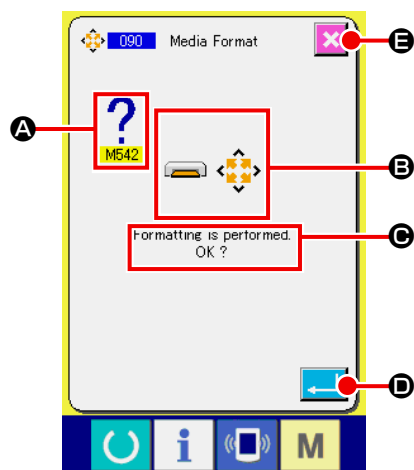 090 Media Format
E
A
?
M542
B
Formatting is performed.
OK ?
C
D
i
M